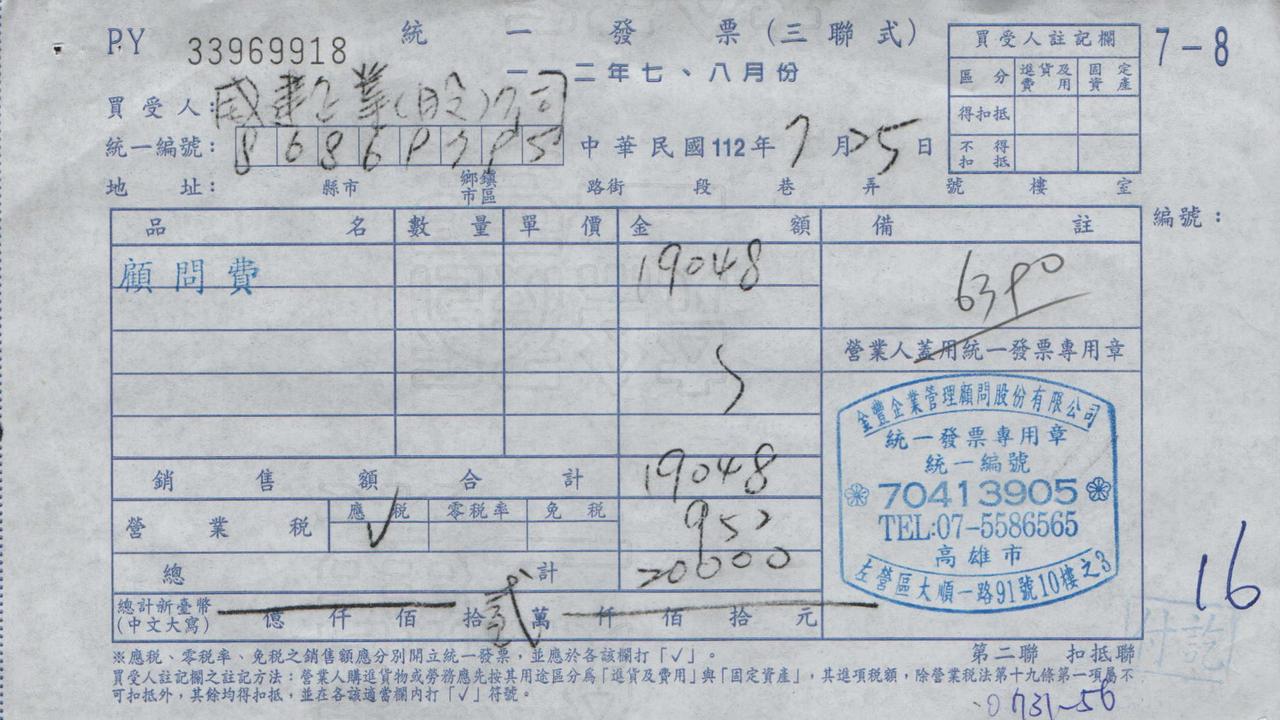 PY 33969918 統一發票(三聯式) 7-8
一一二年七、八月份
買受人:威建企業(股)公司
統一編號: 中華民國112年7月25日
地址: 縣市 鄉鎮市區 路街 段 巷 弄 號 樓 室
買受人註記欄
區分 進貨及費用 固定資產
得扣抵
不得扣抵
編號:
品名 數量 單價 金額 備註
顧問費 19048
銷售額合計 19048
營業稅 應稅 ✓ 零稅率 免稅 952
總計 20000
總計新臺幣(中文大寫) 億 仟 佰 拾 貳 萬 仟 佰 拾 元
營業人蓋用統一發票專用章
金豐企業管理顧問股份有限公司
統一發票專用章
統一編號
70413905
TEL:07-5586565
高雄市
左營區大順一路91號10樓之3
16
付訖
※應稅、零稅率、免稅之銷售額應分別開立統一發票,並應於各該欄打「✓」。
第二聯 扣抵聯
買受人註記欄之註記方法:營業人購進貨物或勞務應先按其用途區分為「進貨及費用」與「固定資產」,其進項稅額,除營業稅法第十九條第一項屬不
可扣抵外,其餘均得扣抵,並在各該適當欄內打「✓」符號。
0731-56